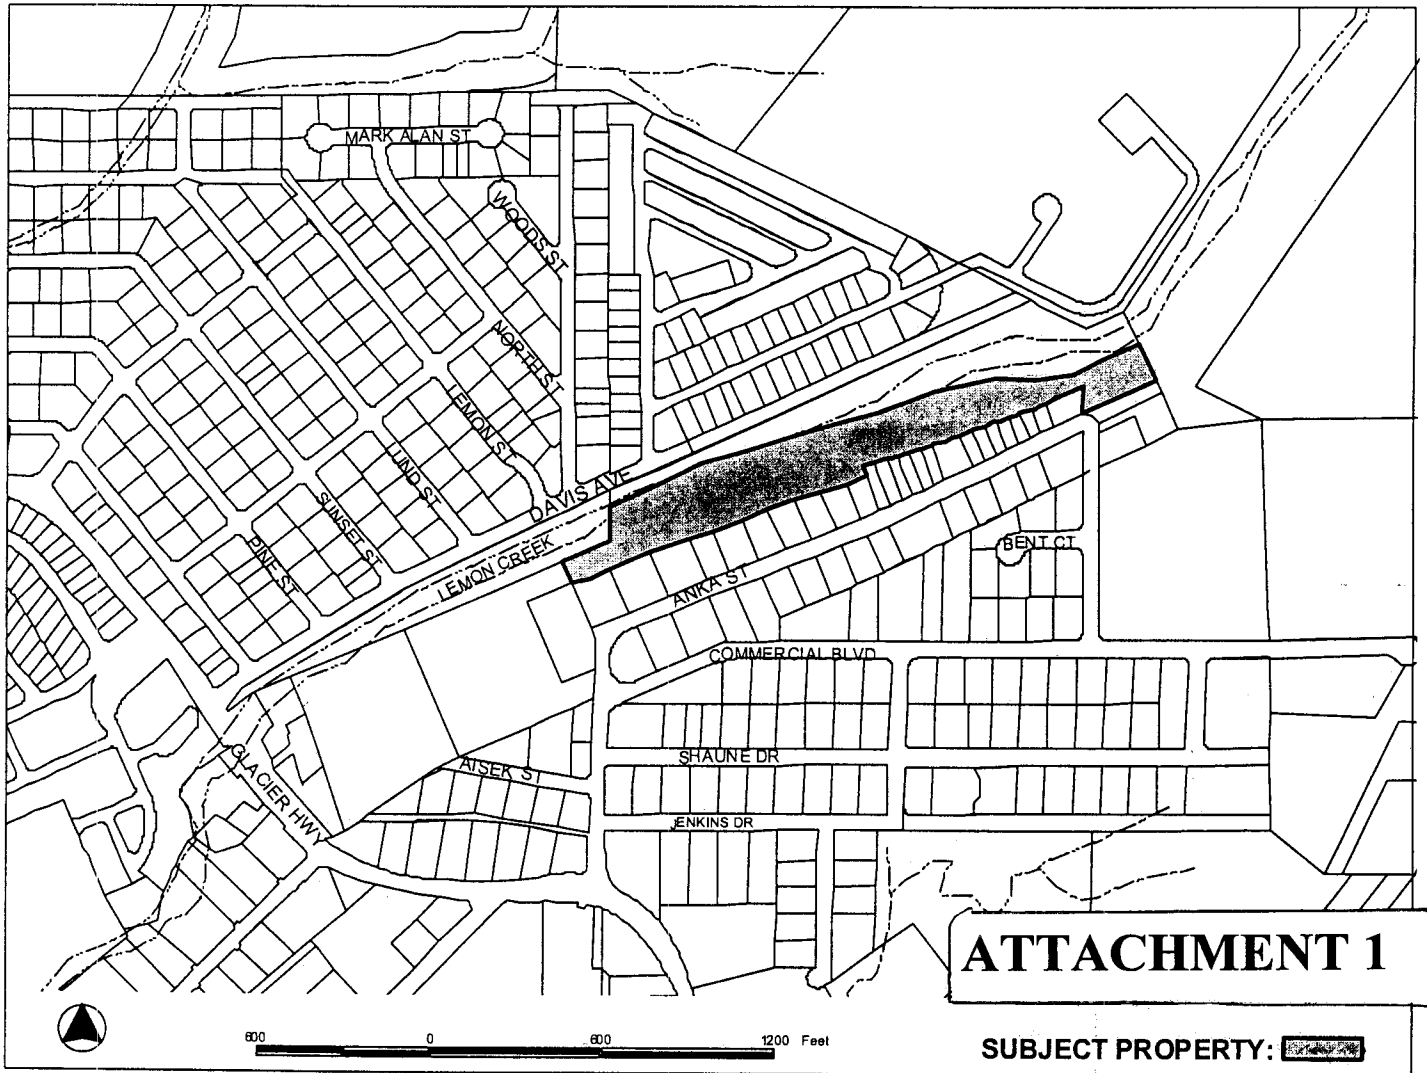 MARK ALAN ST
WOODS ST
NORTH ST
LEMON ST
LIND ST
SUNSET ST
PINE ST
DAVIS AVE
LEMON CREEK
ANKA ST
BENT CT
COMMERCIAL BLVD
GLACIER HWY
AISEK ST
SHAUNE DR
JENKINS DR
ATTACHMENT 1
600 0 600 1200 Feet
SUBJECT PROPERTY: